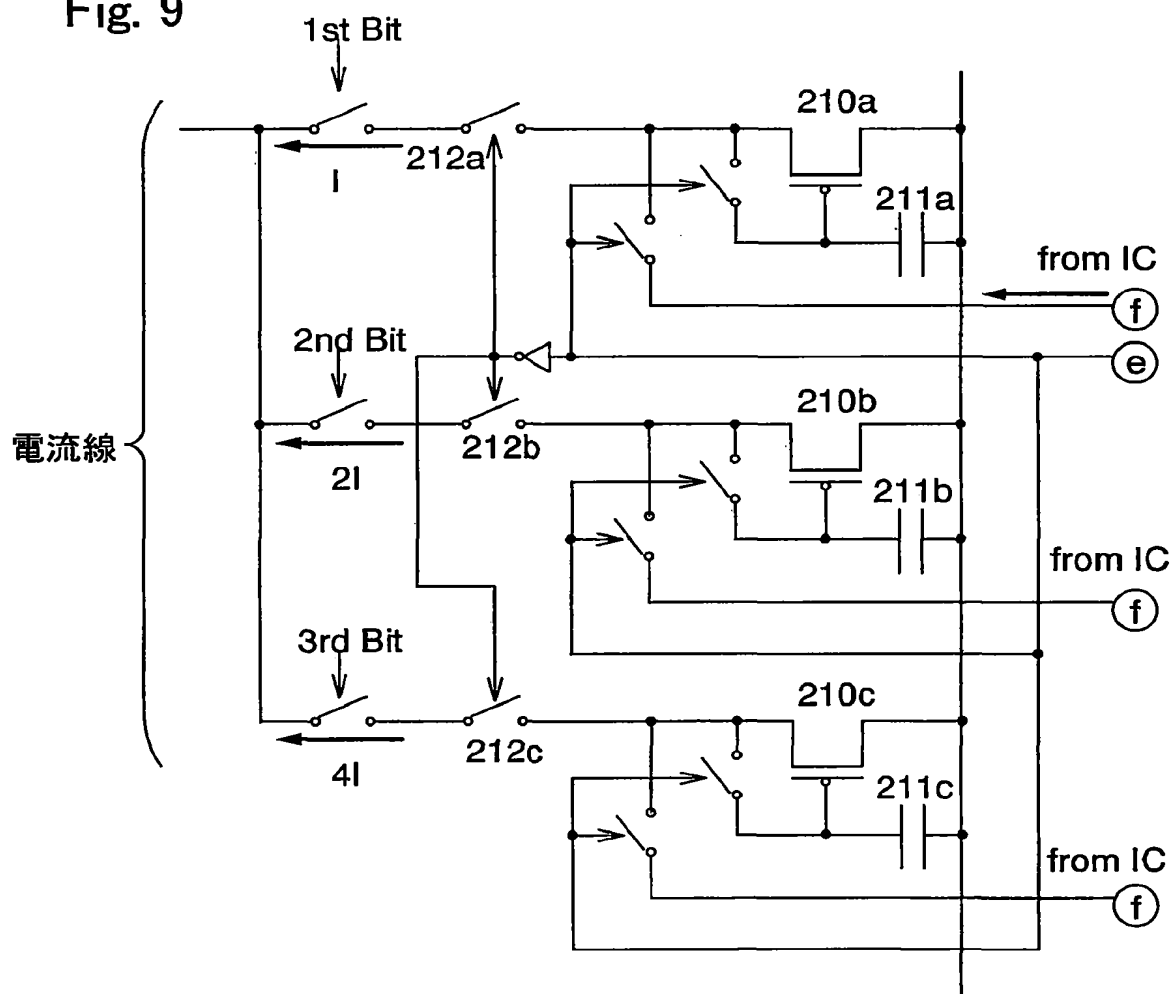 Fig. 9
1st Bit
210a
212a
I
211a
from IC
f
2nd Bit
e
210b
電流線
212b
2I
211b
from IC
f
3rd Bit
210c
212c
4I
211c
from IC
f